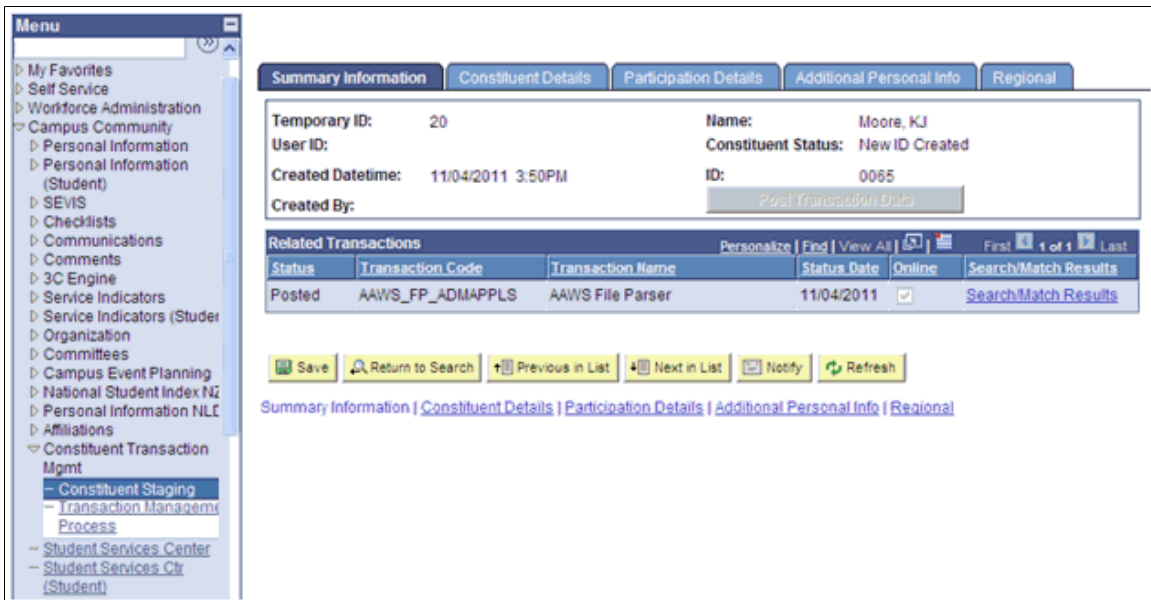 Menu
My Favorites
Self Service
Workforce Administration
Campus Community
Personal Information
Personal Information
(Student)
SEVIS
Checklists
Communications
Comments
3C Engine
Service Indicators
Service Indicators (Studer
Organization
Committees
Campus Event Planning
National Student Index NZ
Personal Information NLD
Affiliations
Constituent Transaction
Mgmt
– Constituent Staging
– Transaction Manageme
Process
– Student Services Center
– Student Services Ctr
(Student)
Summary Information Constituent Details Participation Details Additional Personal Info Regional
Temporary ID: 20 Name: Moore, KJ
User ID: Constituent Status: New ID Created
Created Datetime: 11/04/2011 3:50PM ID: 0065
Created By: Post Transaction Data
Related Transactions Personalize | Find | View All | | First 1 of 1 Last
Status Transaction Code Transaction Name Status Date Online Search/Match Results
Posted AAWS_FP_ADMAPPLS AAWS File Parser 11/04/2011 Search/Match Results
Save Return to Search Previous in List Next in List Notify Refresh
Summary Information | Constituent Details | Participation Details | Additional Personal Info | Regional